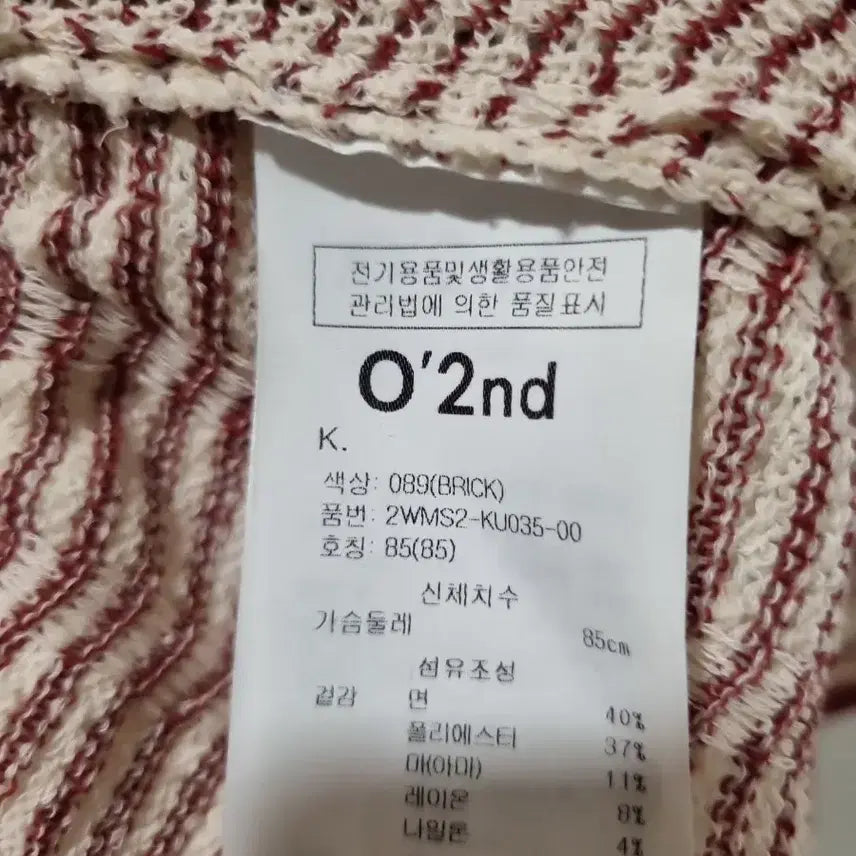 전기용품및생활용품안전
관리법에 의한 품질표시
O'2nd
K.
색상: 089(BRICK)
품번: 2WMS2-KU035-00
호칭: 85(85)
신체치수
가슴둘레 85cm
섬유조성
겉감 면 40%
폴리에스터 37%
마(아마) 11%
레이온 8%
나일론 4%